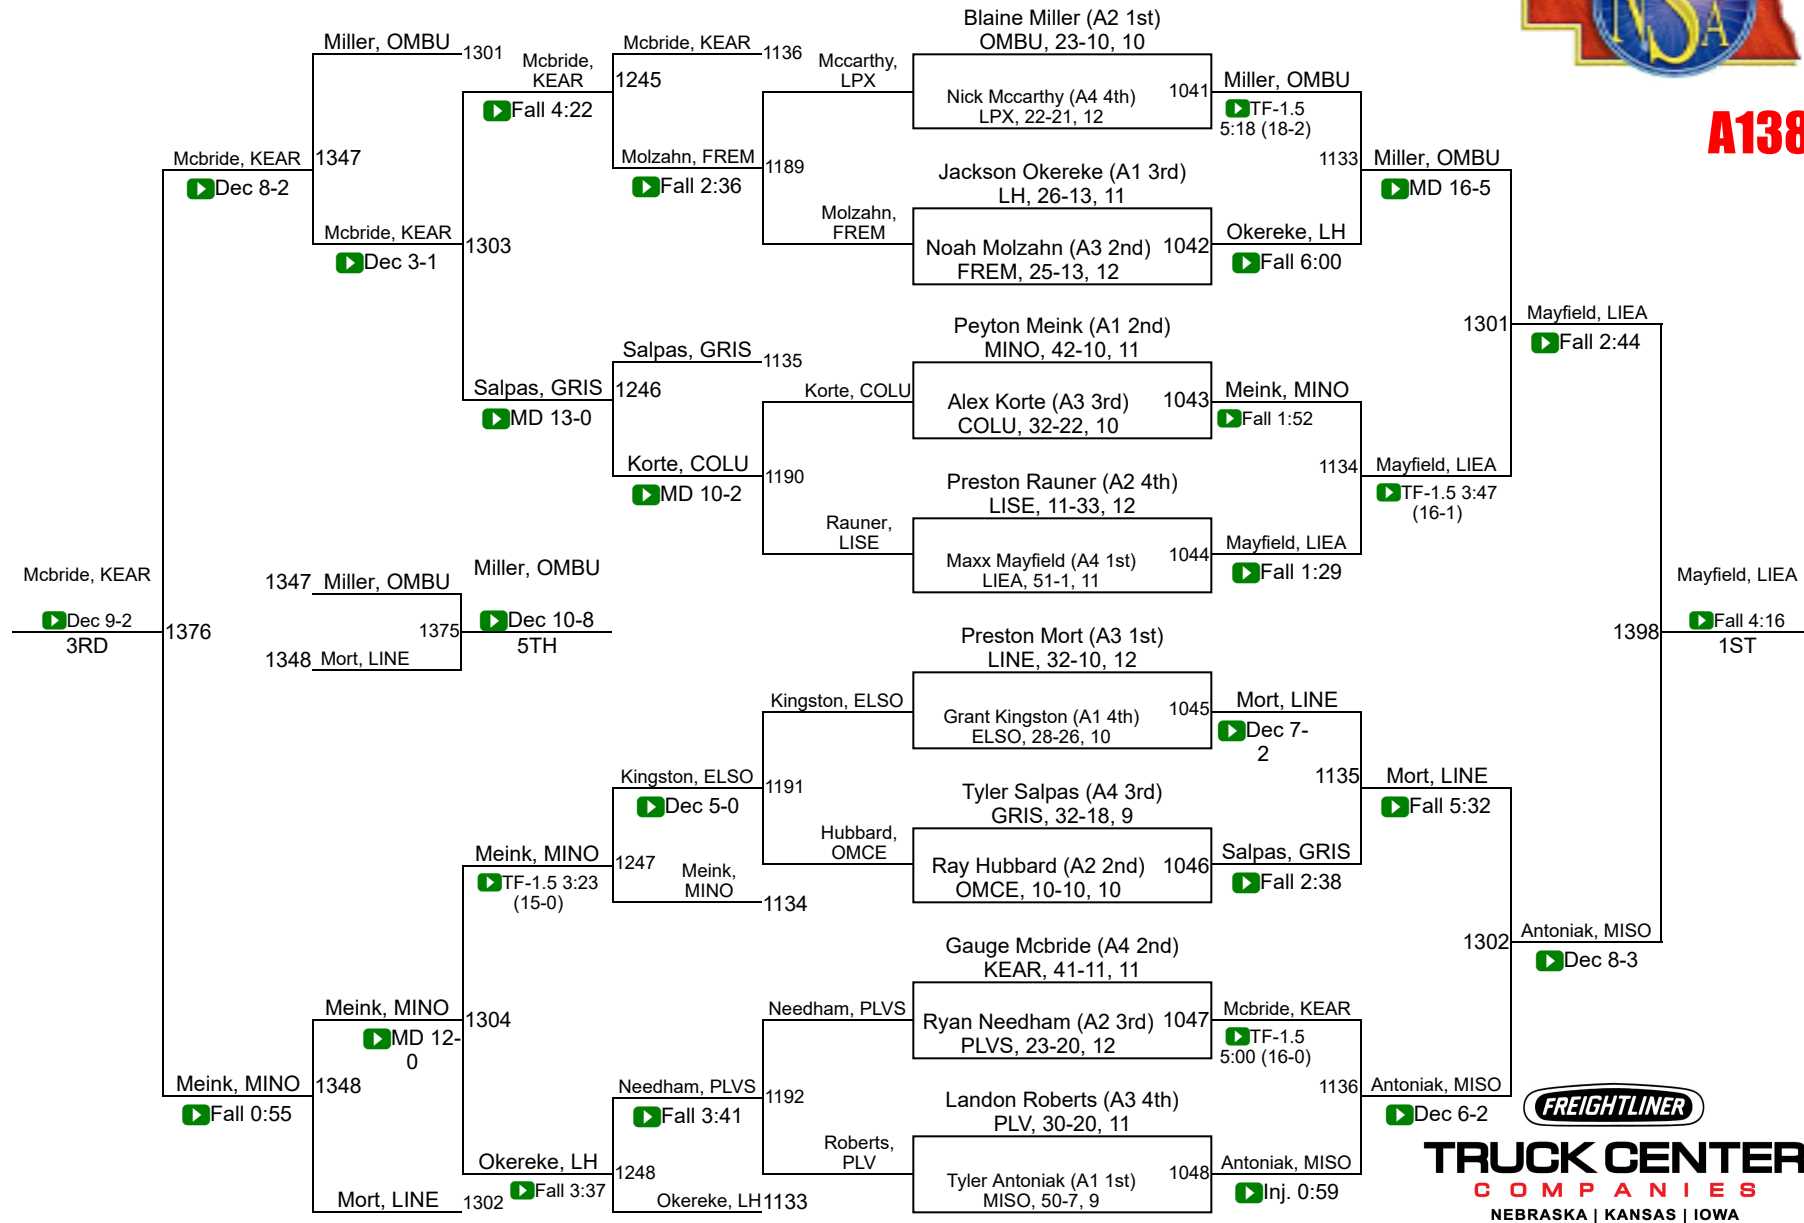 Blaine Miller (A2 1st)
OMBU, 23-10, 10
Nick Mccarthy (A4 4th)
LPX, 22-21, 12
1041
Jackson Okereke (A1 3rd)
LH, 26-13, 11
Noah Molzahn (A3 2nd)
FREM, 25-13, 12
1042
Peyton Meink (A1 2nd)
MINO, 42-10, 11
Alex Korte (A3 3rd)
COLU, 32-22, 10
1043
Preston Rauner (A2 4th)
LISE, 11-33, 12
Maxx Mayfield (A4 1st)
LIEA, 51-1, 11
1044
Preston Mort (A3 1st)
LINE, 32-10, 12
Grant Kingston (A1 4th)
ELSO, 28-26, 10
1045
Tyler Salpas (A4 3rd)
GRIS, 32-18, 9
Ray Hubbard (A2 2nd)
OMCE, 10-10, 10
1046
Gauge Mcbride (A4 2nd)
KEAR, 41-11, 11
Ryan Needham (A2 3rd)
PLVS, 23-20, 12
1047
Landon Roberts (A3 4th)
PLV, 30-20, 11
Tyler Antoniak (A1 1st)
MISO, 50-7, 9
1048
Miller, OMBU
TF-1.5
5:18 (18-2)
1133
Okereke, LH
Fall 6:00
Meink, MINO
Fall 1:52
1134
Mayfield, LIEA
Fall 1:29
Mort, LINE
Dec 7-
2
1135
Salpas, GRIS
Fall 2:38
Mcbride, KEAR
TF-1.5
5:00 (16-0)
1136
Antoniak, MISO
Inj. 0:59
Miller, OMBU
MD 16-5
1301
Mayfield, LIEA
TF-1.5 3:47
(16-1)
Mort, LINE
Fall 5:32
1302
Antoniak, MISO
Dec 6-2
Mayfield, LIEA
Fall 2:44
1398
Antoniak, MISO
Dec 8-3
Mayfield, LIEA
Fall 4:16
1ST
Mccarthy,
LPX
1189
Molzahn,
FREM
Korte, COLU
1190
Rauner,
LISE
Kingston, ELSO
1191
Hubbard,
OMCE
Needham, PLVS
1192
Roberts,
PLV
Mcbride, KEAR
1136
1245
Molzahn, FREM
Fall 2:36
Salpas, GRIS
1135
1246
Korte, COLU
MD 10-2
Kingston, ELSO
Dec 5-0
1247
Meink,
MINO
1134
Needham, PLVS
Fall 3:41
1248
Okereke, LH
1133
Mcbride,
KEAR
Fall 4:22
1303
Salpas, GRIS
MD 13-0
Meink, MINO
TF-1.5 3:23
(15-0)
1304
Okereke, LH
Fall 3:37
Miller, OMBU
1301
1347
Mcbride, KEAR
Dec 3-1
Meink, MINO
MD 12-
0
1348
Mort, LINE
1302
Mcbride, KEAR
Dec 8-2
1376
Meink, MINO
Fall 0:55
Mcbride, KEAR
Dec 9-2
3RD
1347
Miller, OMBU
1375
1348
Mort, LINE
Miller, OMBU
Dec 10-8
5TH
NSA
A138
FREIGHTLINER
TRUCK CENTER
COMPANIES
NEBRASKA | KANSAS | IOWA